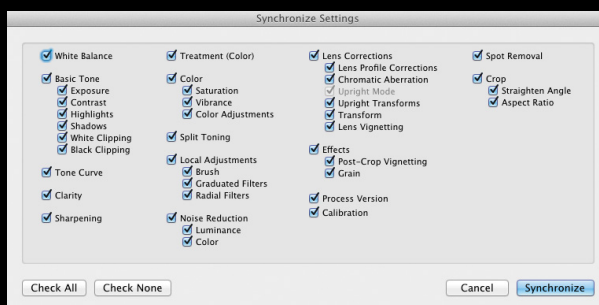 Synchronize Settings
White Balance
Basic Tone
Exposure
Contrast
Highlights
Shadows
White Clipping
Black Clipping
Tone Curve
Clarity
Sharpening
Treatment (Color)
Color
Saturation
Vibrance
Color Adjustments
Split Toning
Local Adjustments
Brush
Graduated Filters
Radial Filters
Noise Reduction
Luminance
Color
Lens Corrections
Lens Profile Corrections
Chromatic Aberration
Upright Mode
Upright Transforms
Transform
Lens Vignetting
Effects
Post-Crop Vignetting
Grain
Process Version
Calibration
Spot Removal
Crop
Straighten Angle
Aspect Ratio
Check All
Check None
Cancel
Synchronize